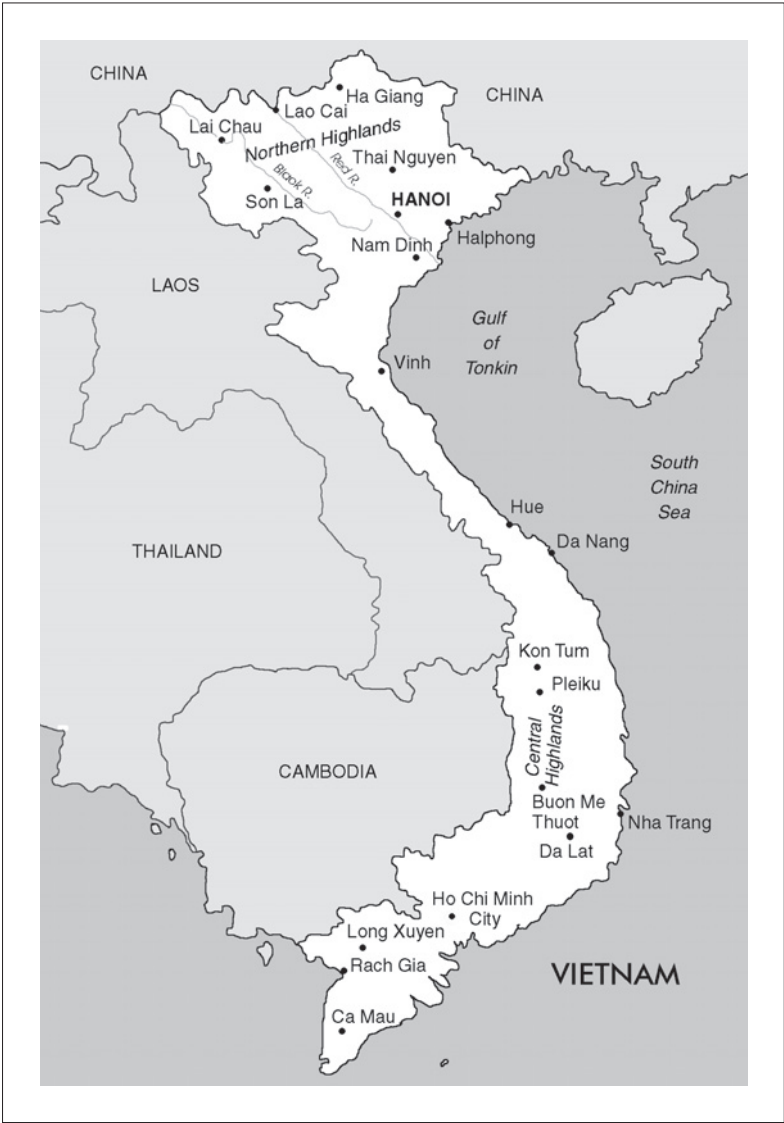 CHINA
CHINA
Ha Giang
Lao Cai
Lai Chau
Northern Highlands
Thai Nguyen
Red R.
Black R.
Son La
HANOI
Halphong
Nam Dinh
LAOS
Gulf
of
Tonkin
Vinh
South
China
Sea
Hue
Da Nang
THAILAND
Kon Tum
Pleiku
Central
Highlands
CAMBODIA
Buon Me
Thuot
Nha Trang
Da Lat
Ho Chi Minh
City
Long Xuyen
Rach Gia
VIETNAM
Ca Mau